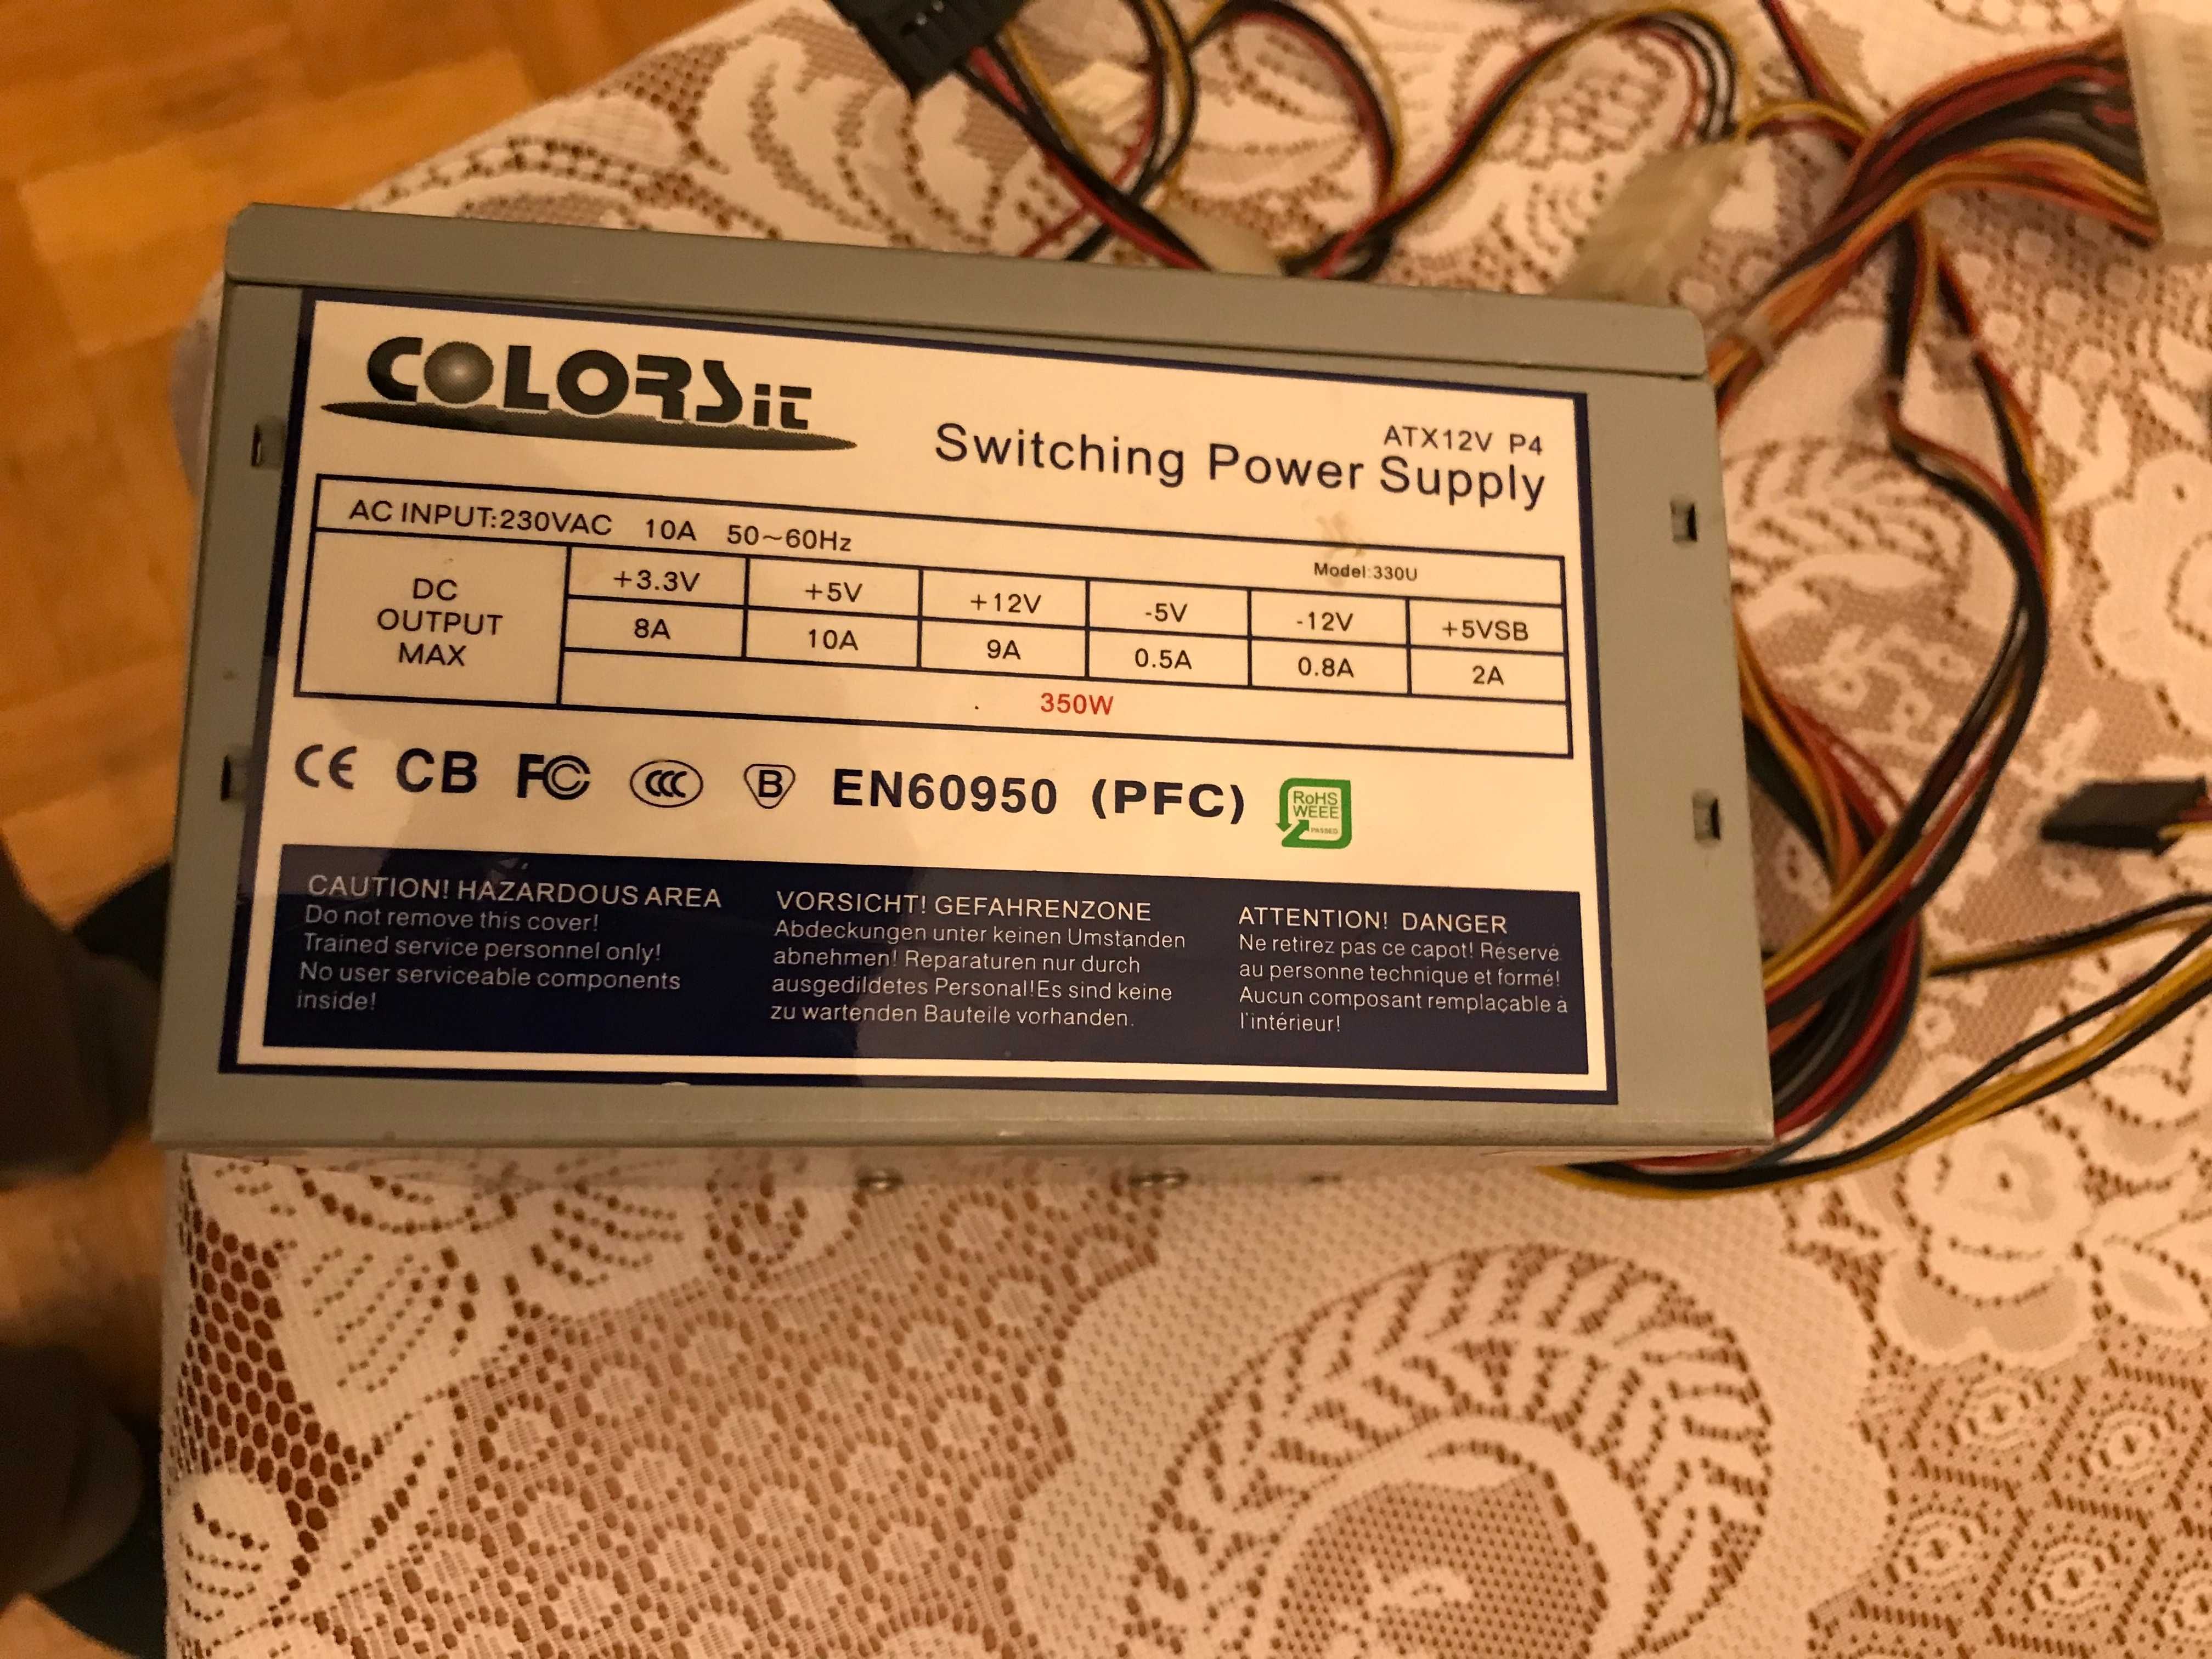 COLORSit
ATX12V P4
Switching Power Supply
AC INPUT:230VAC 10A 50~60Hz
Model:330U
DC OUTPUT MAX
+3.3V +5V +12V -5V -12V +5VSB
8A 10A 9A 0.5A 0.8A 2A
350W
CE CB FC CCC B EN60950 (PFC)
RoHS
WEEE
PASSED
CAUTION! HAZARDOUS AREA
Do not remove this cover!
Trained service personnel only!
No user serviceable components
inside!
VORSICHT! GEFAHRENZONE
Abdeckungen unter keinen Umstanden
abnehmen! Reparaturen nur durch
ausgedildetes Personal!Es sind keine
zu wartenden Bauteile vorhanden.
ATTENTION! DANGER
Ne retirez pas ce capot! Réservé
au personne technique et formé!
Aucun composant remplaçable à
l'intérieur!